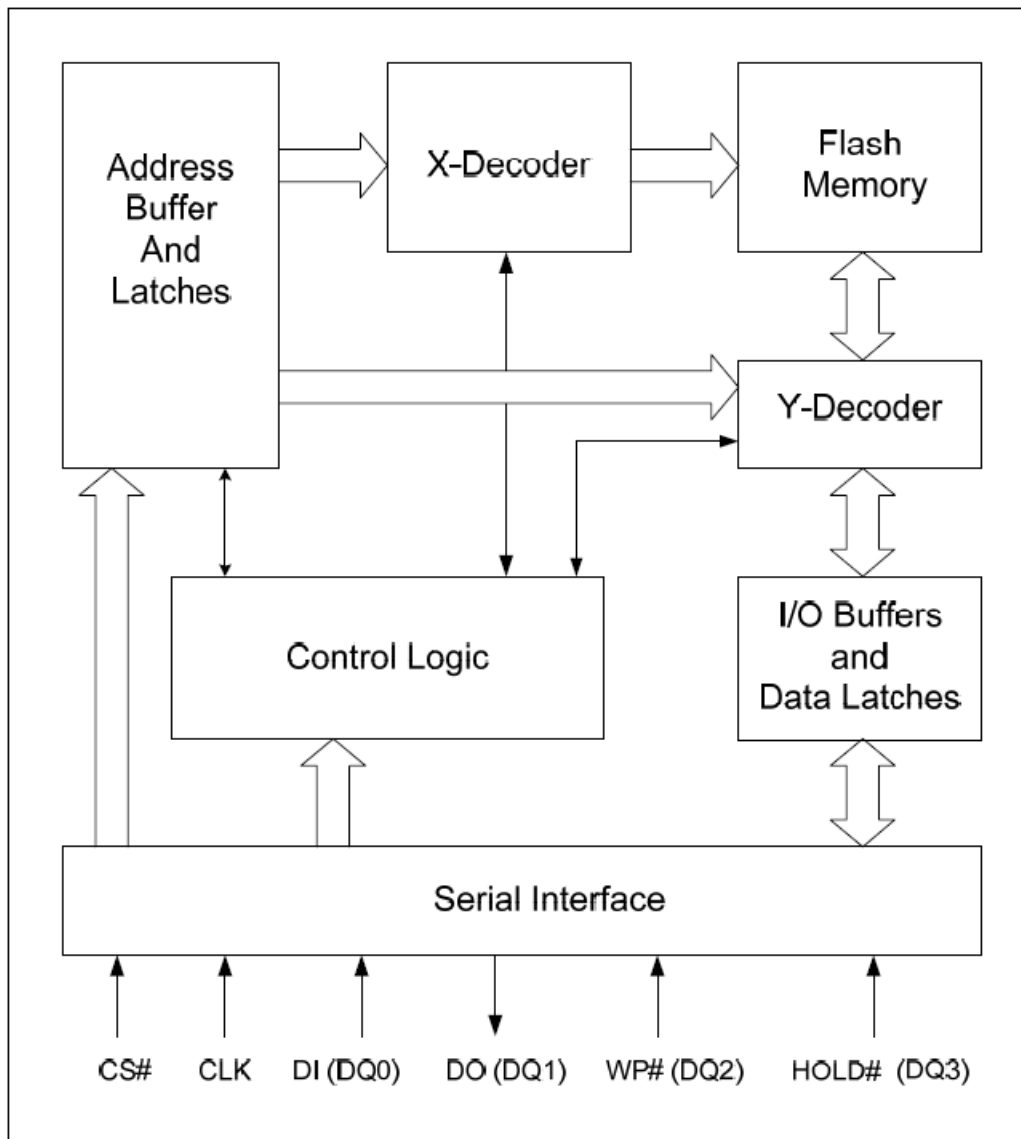 Address
Buffer
And
Latches
X-Decoder
Flash
Memory
Y-Decoder
Control Logic
I/O Buffers
and
Data Latches
Serial Interface
CS# CLK DI (DQ0) DO (DQ1) WP# (DQ2) HOLD# (DQ3)